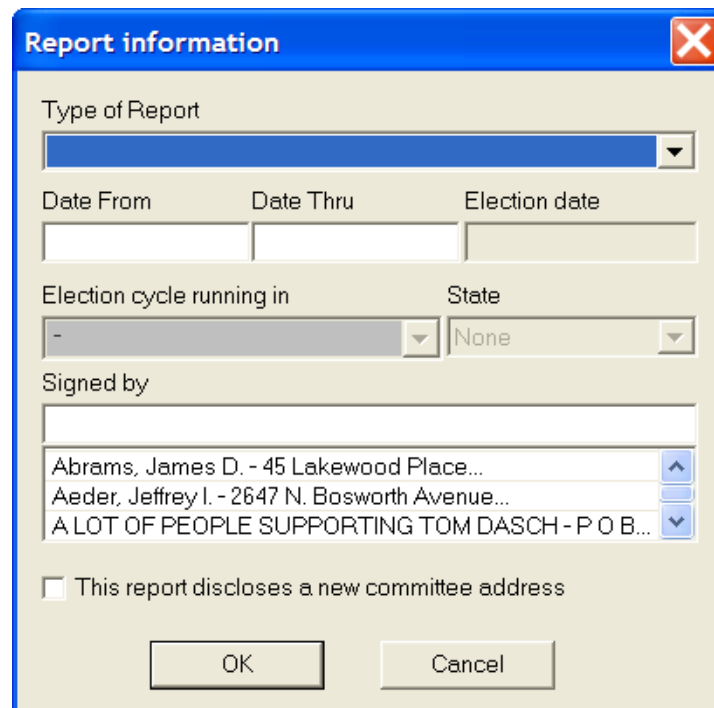 Report information
Type of Report
Date From Date Thru Election date
Election cycle running in State
- None
Signed by
Abrams, James D. - 45 Lakewood Place...
Aeder, Jeffrey I. - 2647 N. Bosworth Avenue...
A LOT OF PEOPLE SUPPORTING TOM DASCH - P O B...
This report discloses a new committee address
OK Cancel